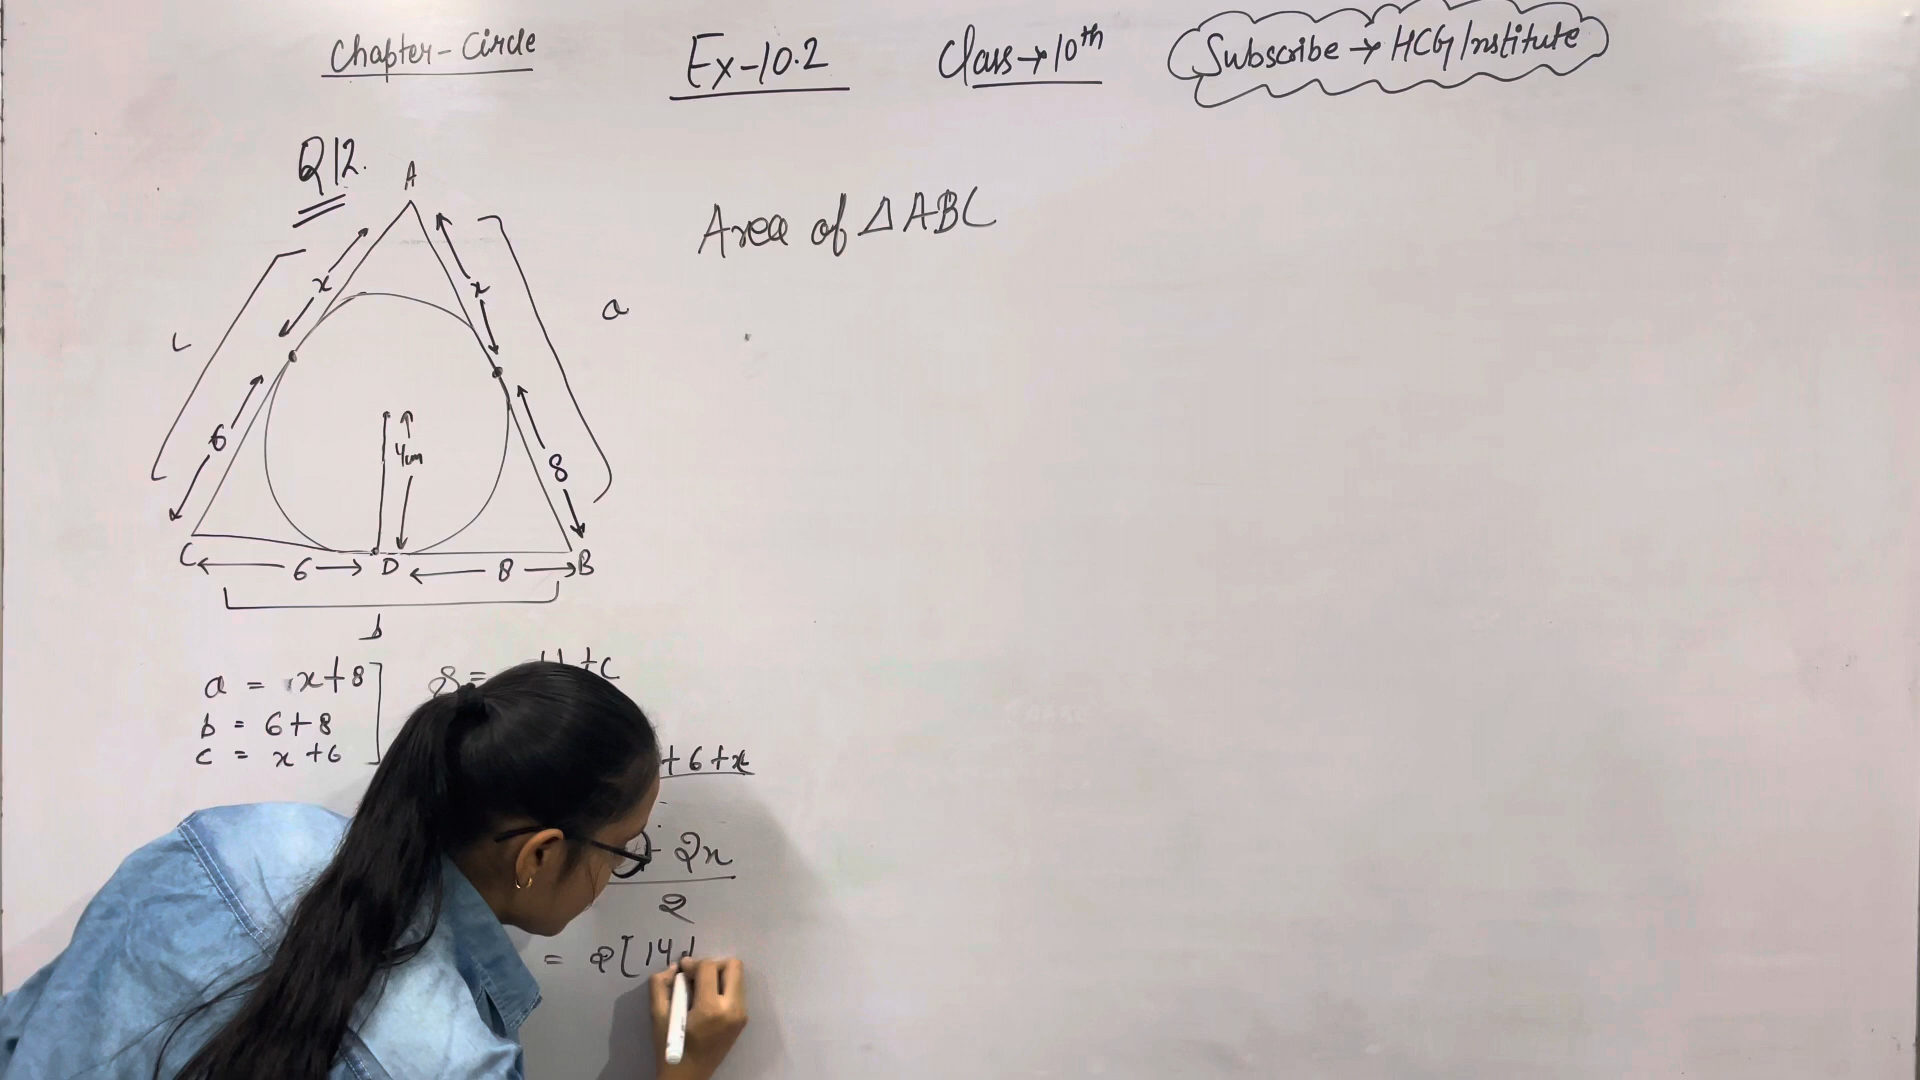 Chapter - Circle
Ex-10.2
Class → 10th
Subscribe → HCG Institute
Q12.
A
Area of △ABC
x
x
a
c
6
4cm
8
C
6
D
8
B
b
a = x+8
b = 6+8
c = x+6
+c
+6+x
2x
2
= 2[14